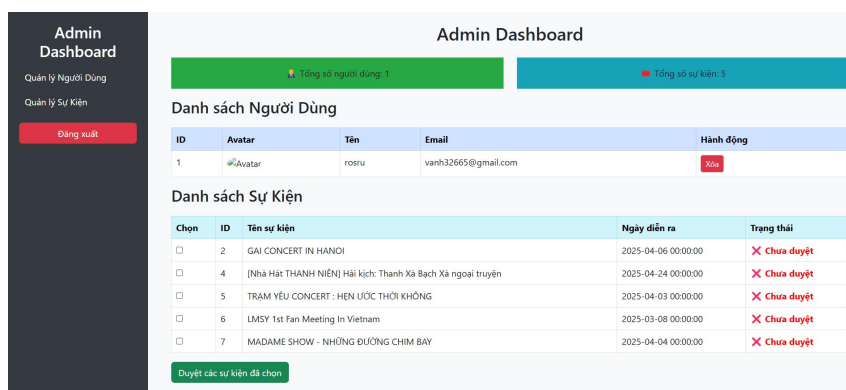 Admin
Dashboard
Quản lý Người Dùng
Quản lý Sự Kiện
Đăng xuất
Admin Dashboard
Tổng số người dùng: 1
Tổng số sự kiện: 5
Danh sách Người Dùng
ID Avatar Tên Email Hành động
1 Avatar rosru vanh32665@gmail.com Xóa
Danh sách Sự Kiện
Chọn ID Tên sự kiện Ngày diễn ra Trạng thái
2 GAI CONCERT IN HANOI 2025-04-06 00:00:00 ❌ Chưa duyệt
4 [Nhà Hát THANH NIÊN] Hài kịch: Thanh Xà Bạch Xà ngoại truyện 2025-04-24 00:00:00 ❌ Chưa duyệt
5 TRẠM YÊU CONCERT : HẸN ƯỚC THỜI KHÔNG 2025-04-03 00:00:00 ❌ Chưa duyệt
6 LMSY 1st Fan Meeting In Vietnam 2025-03-08 00:00:00 ❌ Chưa duyệt
7 MADAME SHOW - NHỮNG ĐƯỜNG CHIM BAY 2025-04-04 00:00:00 ❌ Chưa duyệt
Duyệt các sự kiện đã chọn